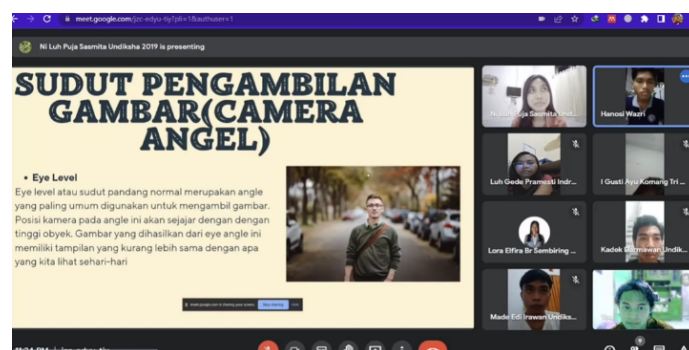 meet.google.com/jzc-edyu-tiy?pli=1&authuser=1
Ni Luh Puja Sasmita Undiksha 2019 is presenting
SUDUT PENGAMBILAN
GAMBAR(CAMERA
ANGEL)
• Eye Level
Eye level atau sudut pandang normal merupakan angle
yang paling umum digunakan untuk mengambil gambar.
Posisi kamera pada angle ini akan sejajar dengan dengan
tinggi obyek. Gambar yang dihasilkan dari eye angle ini
memiliki tampilan yang kurang lebih sama dengan apa
yang kita lihat sehari-hari
meet.google.com is sharing your screen.
Stop sharing
Hide
Ni Luh Puja Sasmita Und...
Hanosi Wazri
Luh Gede Pramesti Indr...
I Gusti Ayu Komang Tri ...
Lora Elfira Br Sembiring ...
Kadek Darmawan Undik...
Made Edi Irawan Undiks...